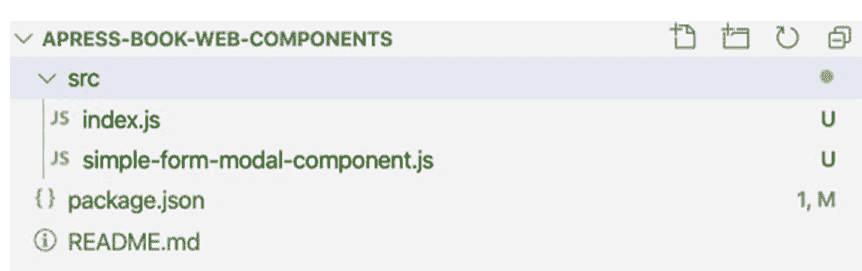 APRESS-BOOK-WEB-COMPONENTS
src
JS index.js U
JS simple-form-modal-component.js U
{} package.json 1, M
README.md